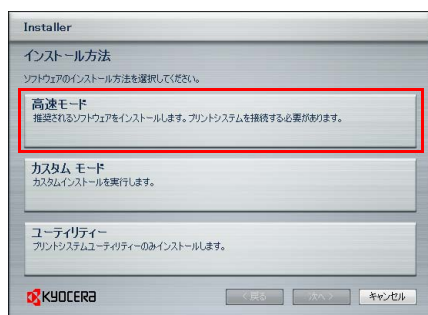 Installer
インストール方法
ソフトウェアのインストール方法を選択してください。
高速モード
推奨されるソフトウェアをインストールします。プリントシステムを接続する必要があります。
カスタム モード
カスタムインストールを実行します。
ユーティリティー
プリントシステムユーティリティーのみインストールします。
KYOCERA
< 戻る
次へ >
キャンセル